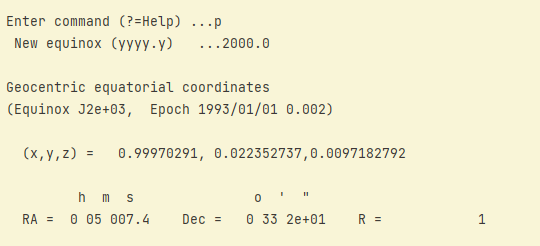 Enter command (?=Help) ...p
New equinox (yyyy.y)   ...2000.0
Geocentric equatorial coordinates
(Equinox J2e+03,  Epoch 1993/01/01 0.002)
(x,y,z) =   0.99970291, 0.022352737,0.0097182792
h  m  s               o  '  "
RA =  0 05 007.4    Dec =   0 33 2e+01    R =            1